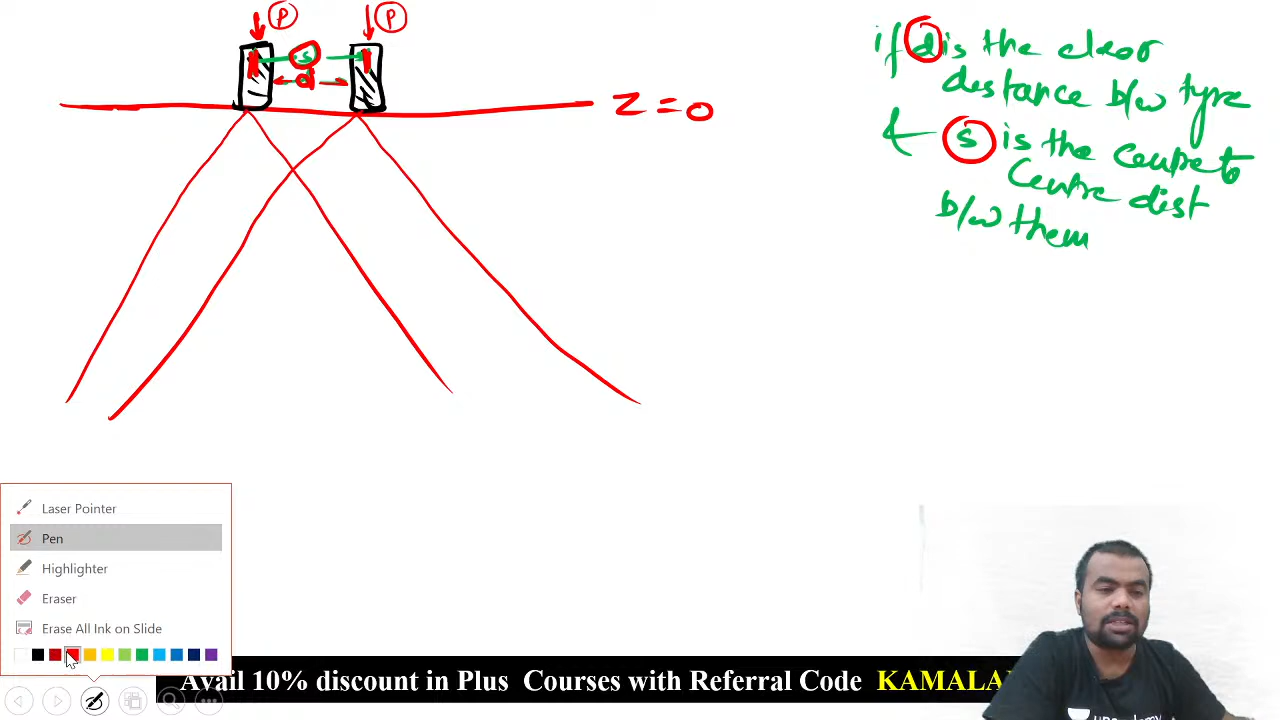 P P
s
d
Z = 0
if d is the clear
distance b/w tyre
& s is the centre to
centre dist
b/w them
Laser Pointer
Pen
Highlighter
Eraser
Erase All Ink on Slide
Avail 10% discount in Plus Courses with Referral Code KAMALA